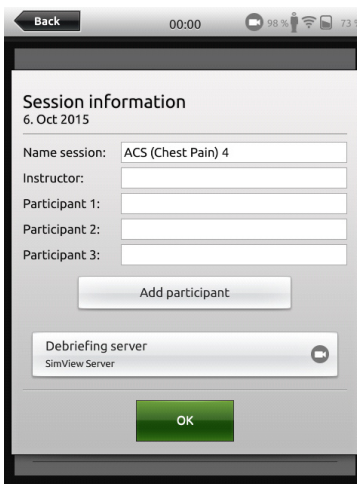 Back 00:00 98 % 73 %
Session information
6. Oct 2015
Name session: ACS (Chest Pain) 4
Instructor:
Participant 1:
Participant 2:
Participant 3:
Add participant
Debriefing server
SimView Server
OK